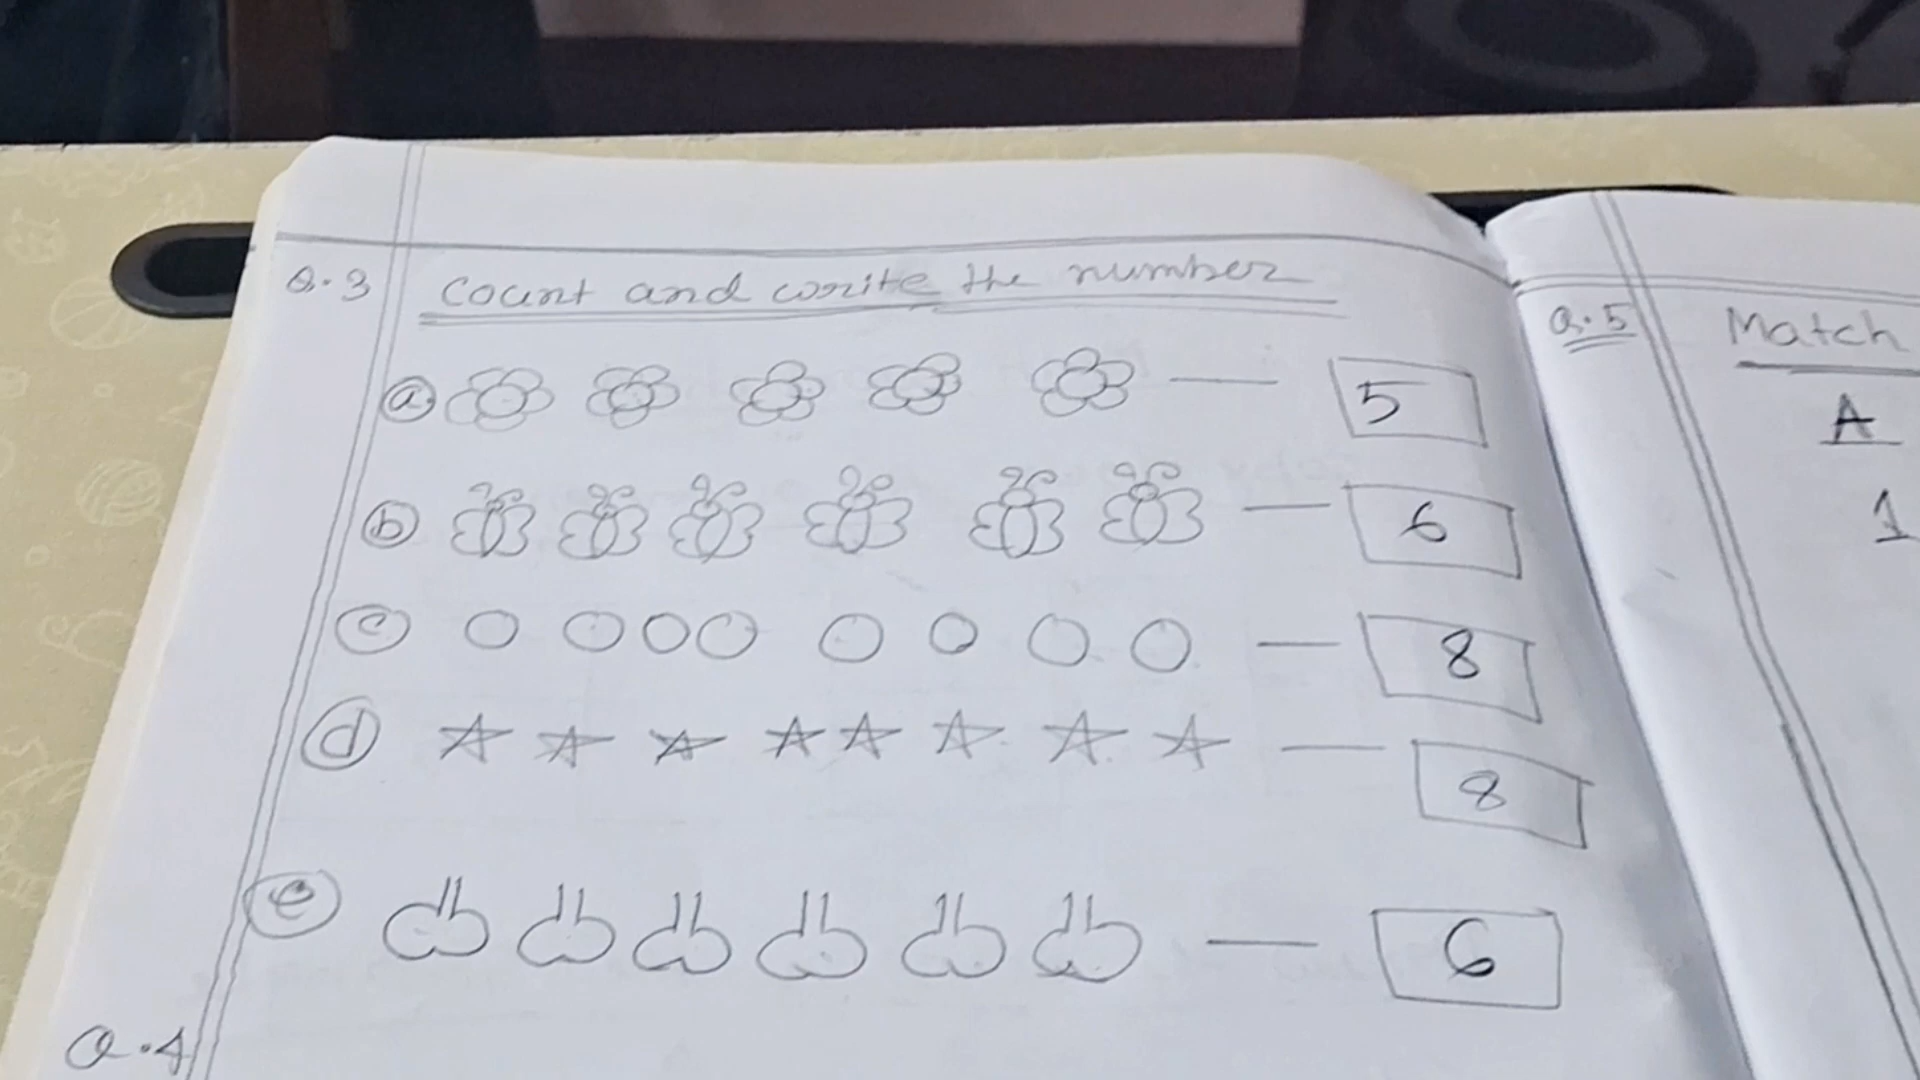 Q.3 Count and write the number
a. 5
b 6
c 8
d 8
e 6
Q.4
Q.5 Match
A
1